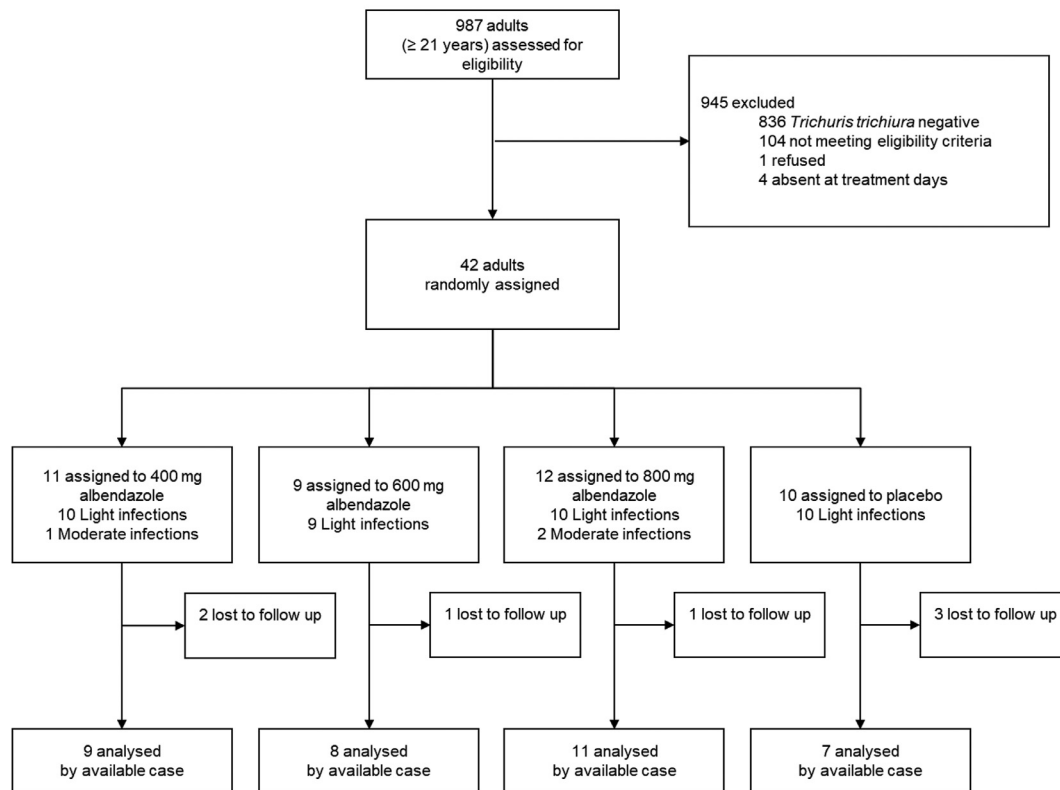 987 adults
(≥ 21 years) assessed for
eligibility
945 excluded
836 Trichuris trichiura negative
104 not meeting eligibility criteria
1 refused
4 absent at treatment days
42 adults
randomly assigned
11 assigned to 400 mg
albendazole
10 Light infections
1 Moderate infections
9 assigned to 600 mg
albendazole
9 Light infections
12 assigned to 800 mg
albendazole
10 Light infections
2 Moderate infections
10 assigned to placebo
10 Light infections
2 lost to follow up
1 lost to follow up
1 lost to follow up
3 lost to follow up
9 analysed
by available case
8 analysed
by available case
11 analysed
by available case
7 analysed
by available case